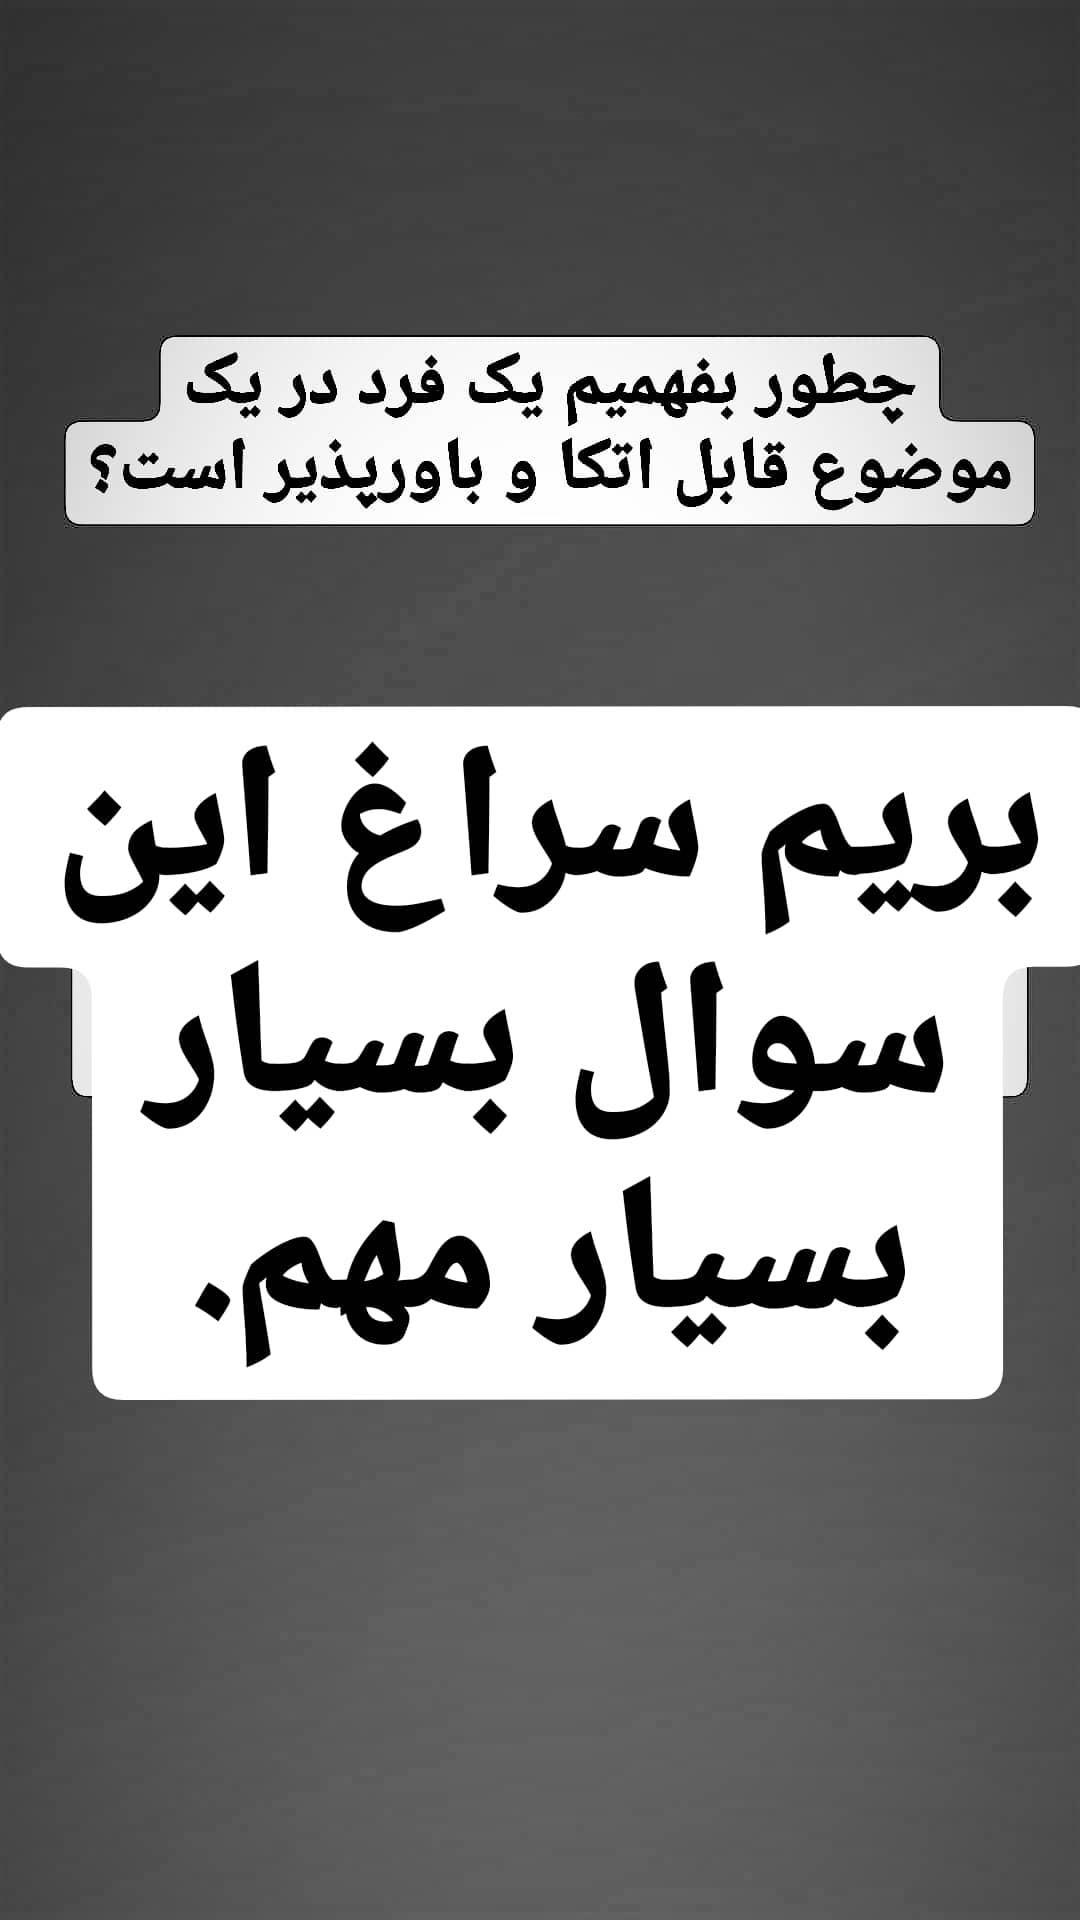 چطور بفهمیم یک فرد در یک
موضوع قابل اتکا و باورپذیر است؟
بریم سراغ این
سوال بسیار
بسیار مهم.